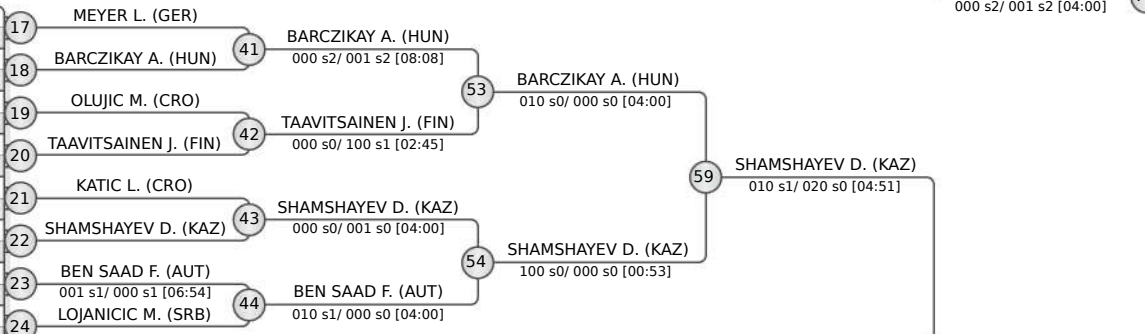 000 s2/ 001 s2 [04:00]
17
MEYER L. (GER)
18
BARCZIKAY A. (HUN)
41
BARCZIKAY A. (HUN)
000 s2/ 001 s2 [08:08]
19
OLUJIC M. (CRO)
20
TAAVITSAINEN J. (FIN)
42
TAAVITSAINEN J. (FIN)
000 s0/ 100 s1 [02:45]
53
BARCZIKAY A. (HUN)
010 s0/ 000 s0 [04:00]
21
KATIC L. (CRO)
22
SHAMSHAYEV D. (KAZ)
43
SHAMSHAYEV D. (KAZ)
000 s0/ 001 s0 [04:00]
23
BEN SAAD F. (AUT)
001 s1/ 000 s1 [06:54]
24
LOJANICIC M. (SRB)
44
BEN SAAD F. (AUT)
010 s1/ 000 s0 [04:00]
54
SHAMSHAYEV D. (KAZ)
100 s0/ 000 s0 [00:53]
59
SHAMSHAYEV D. (KAZ)
010 s1/ 020 s0 [04:51]